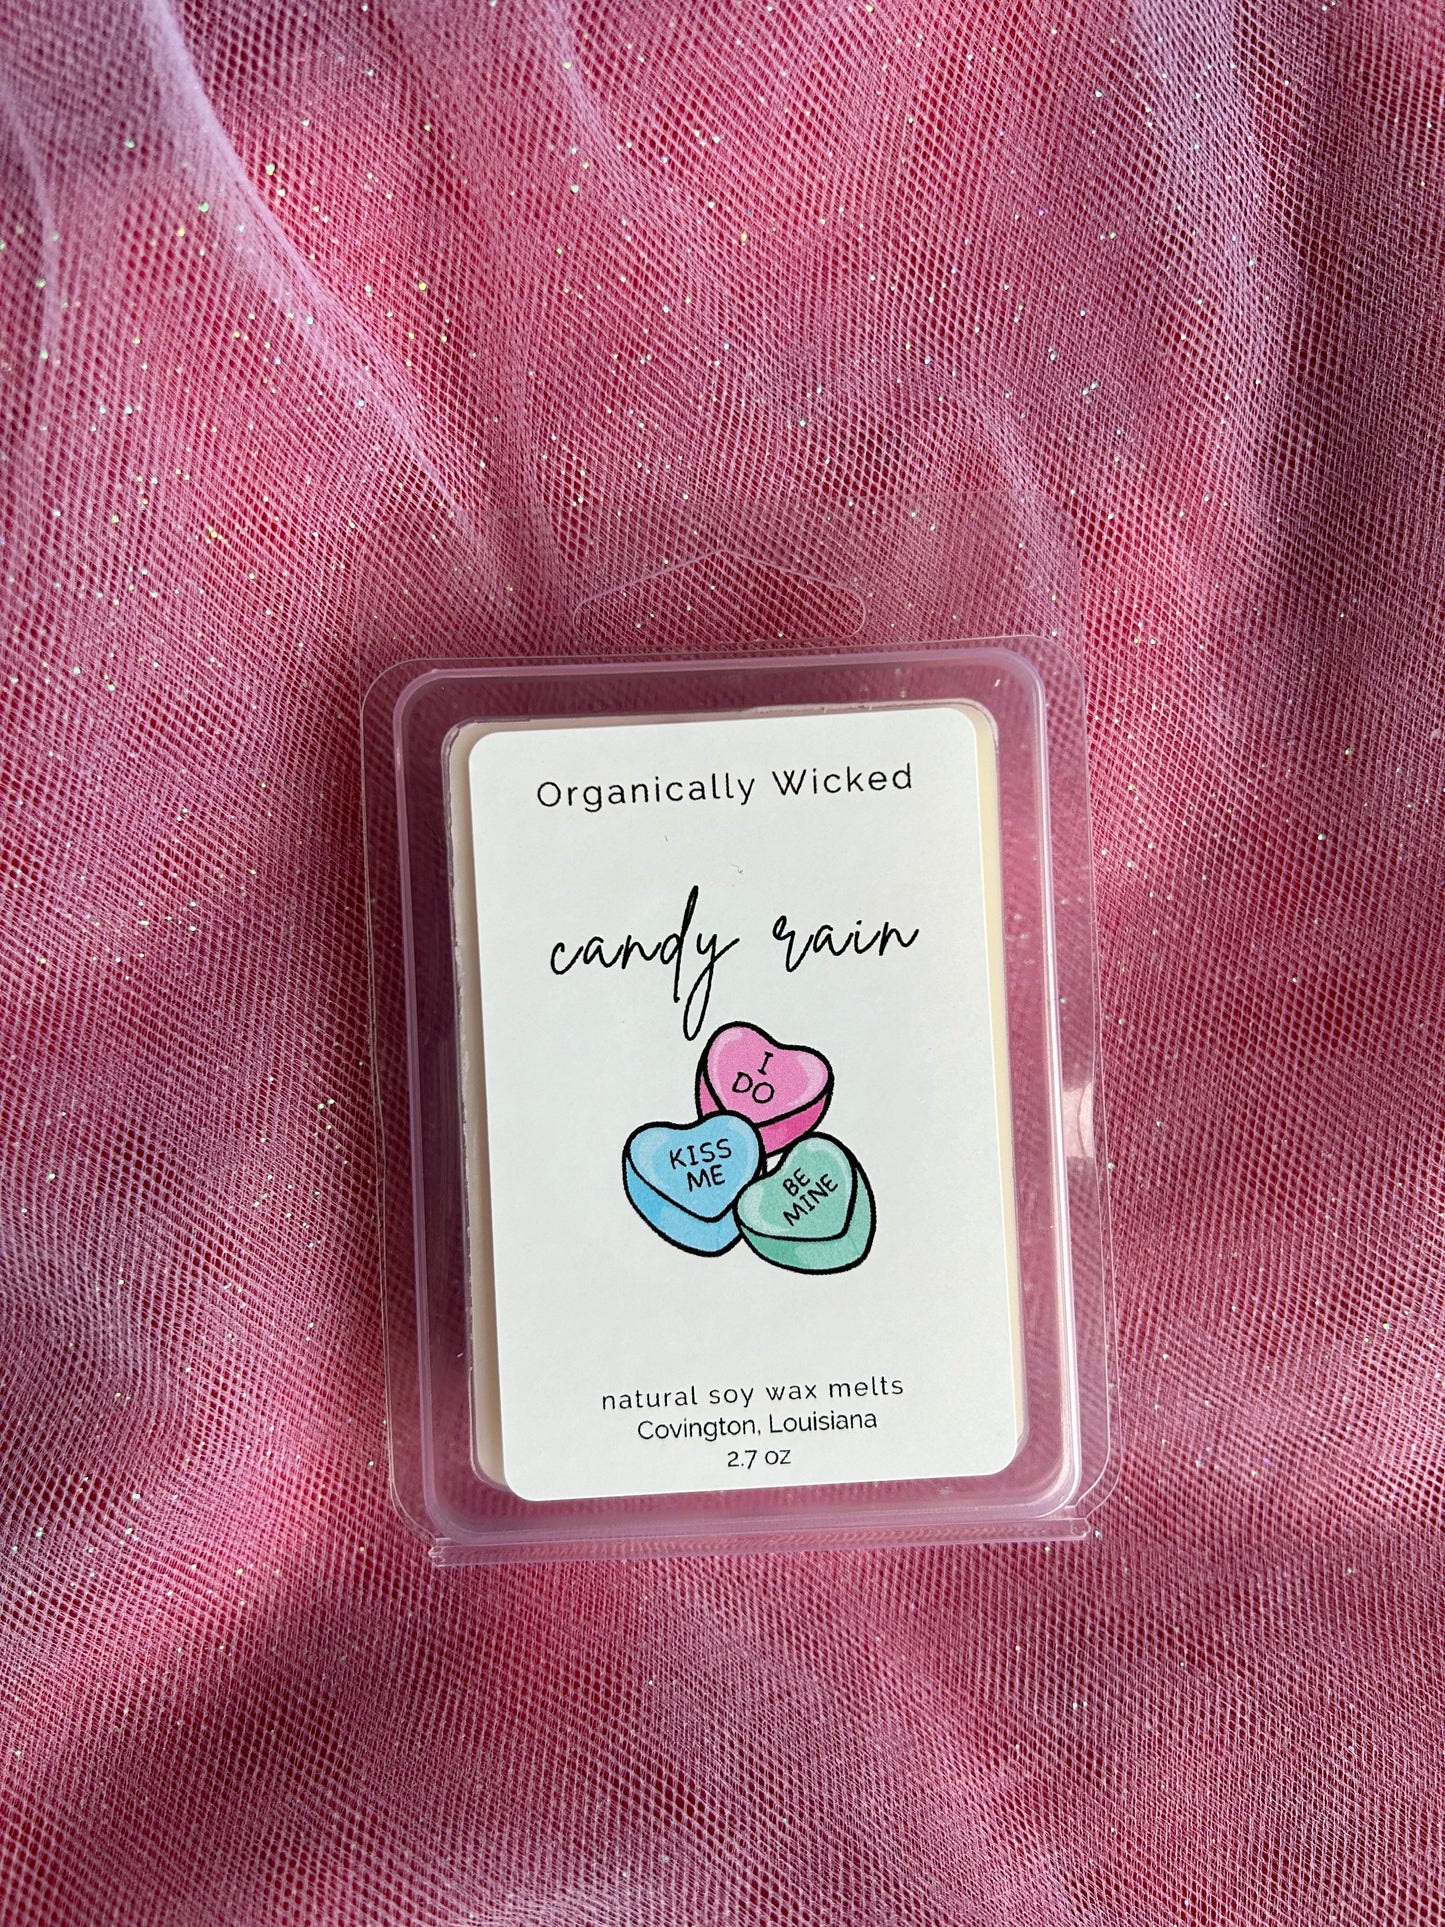 Organically Wicked
candy rain
I
DO
KISS
ME
BE
MINE
natural soy wax melts
Covington, Louisiana
2.7 oz